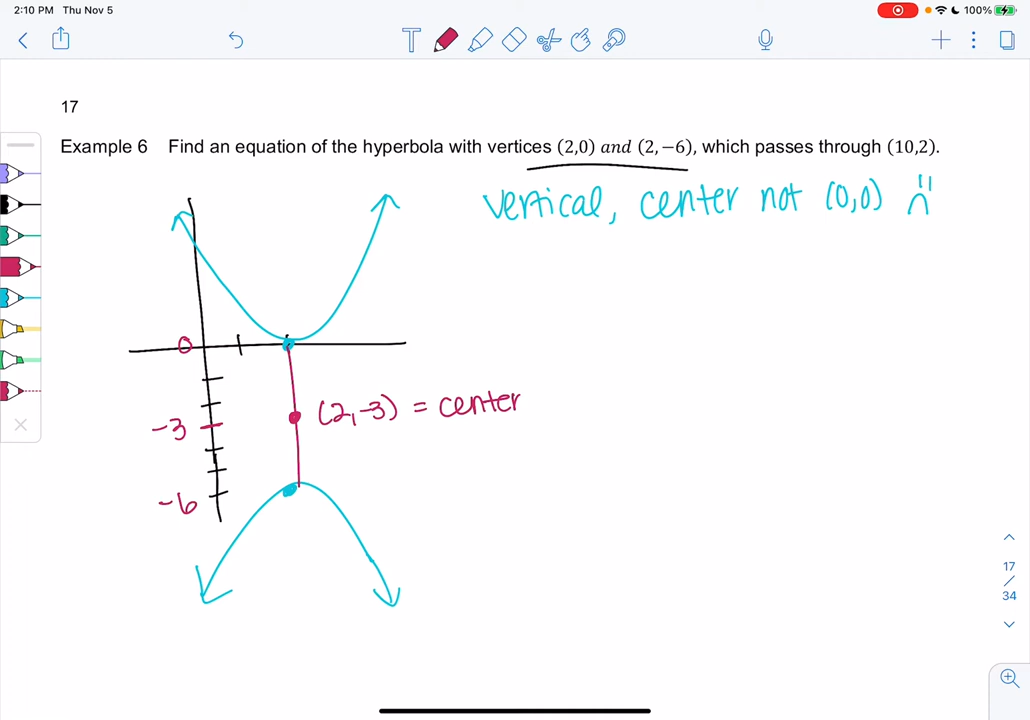 2:10 PM Thu Nov 5
100%
T
17
Example 6 Find an equation of the hyperbola with vertices (2,0) and (2,−6), which passes through (10,2).
vertical, center not (0,0)
0
(2,-3) = center
-3
-6
17
/
34